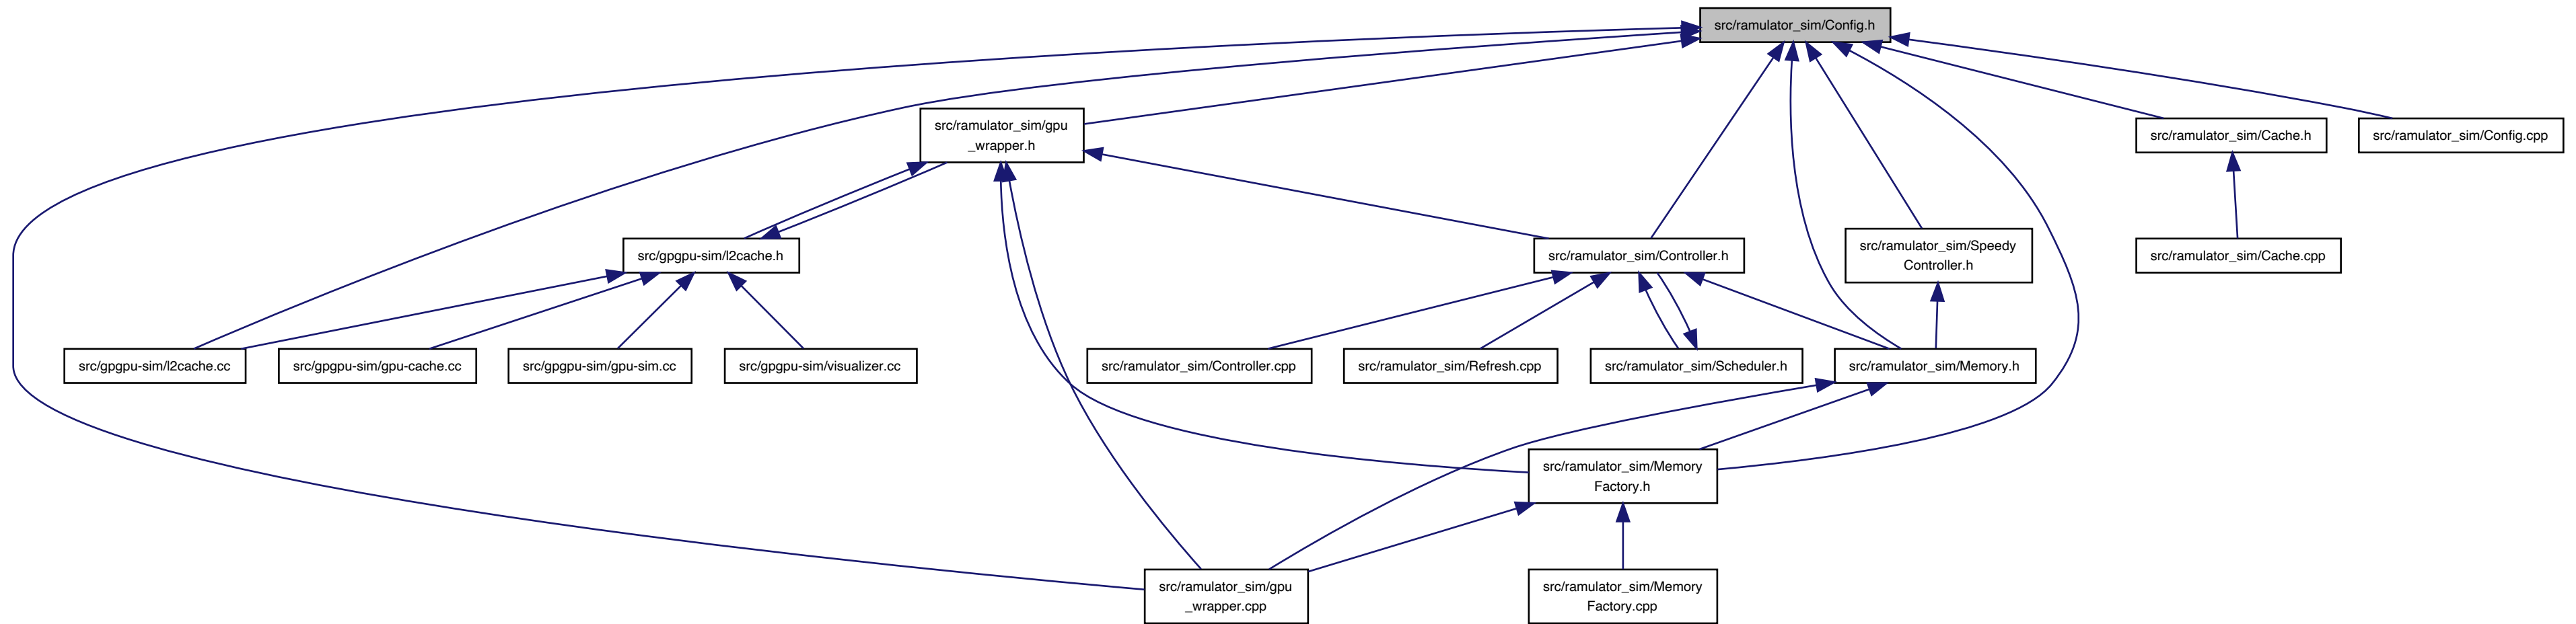 src/ramulator_sim/Config.h
src/ramulator_sim/gpu
_wrapper.h
src/ramulator_sim/Cache.h
src/ramulator_sim/Config.cpp
src/gpgpu-sim/l2cache.h
src/ramulator_sim/Controller.h
src/ramulator_sim/Speedy
Controller.h
src/ramulator_sim/Cache.cpp
src/gpgpu-sim/l2cache.cc
src/gpgpu-sim/gpu-cache.cc
src/gpgpu-sim/gpu-sim.cc
src/gpgpu-sim/visualizer.cc
src/ramulator_sim/Controller.cpp
src/ramulator_sim/Refresh.cpp
src/ramulator_sim/Scheduler.h
src/ramulator_sim/Memory.h
src/ramulator_sim/Memory
Factory.h
src/ramulator_sim/gpu
_wrapper.cpp
src/ramulator_sim/Memory
Factory.cpp